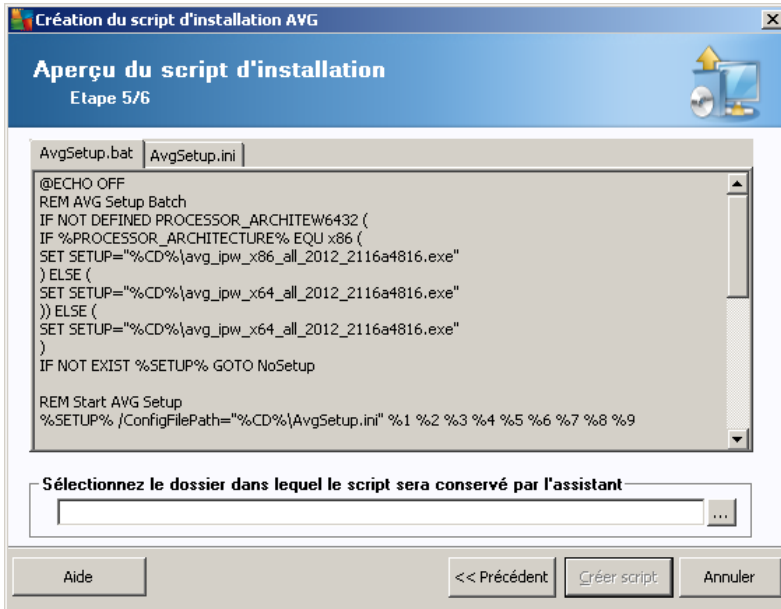 Création du script d'installation AVG
Aperçu du script d'installation
Etape 5/6
AvgSetup.bat AvgSetup.ini
@ECHO OFF
REM AVG Setup Batch
IF NOT DEFINED PROCESSOR_ARCHITEW6432 (
IF %PROCESSOR_ARCHITECTURE% EQU x86 (
SET SETUP="%CD%\avg_ipw_x86_all_2012_2116a4816.exe"
) ELSE (
SET SETUP="%CD%\avg_ipw_x64_all_2012_2116a4816.exe"
)) ELSE (
SET SETUP="%CD%\avg_ipw_x64_all_2012_2116a4816.exe"
)
IF NOT EXIST %SETUP% GOTO NoSetup
REM Start AVG Setup
%SETUP% /ConfigFilePath="%CD%\AvgSetup.ini" %1 %2 %3 %4 %5 %6 %7 %8 %9
Sélectionnez le dossier dans lequel le script sera conservé par l'assistant
...
Aide << Précédent Créer script Annuler